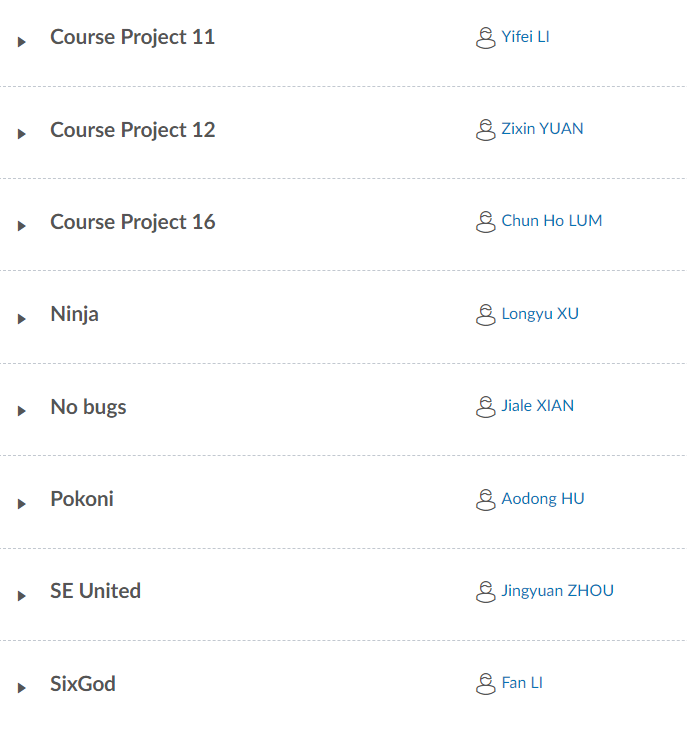 Course Project 11 Yifei LI
Course Project 12 Zixin YUAN
Course Project 16 Chun Ho LUM
Ninja Longyu XU
No bugs Jiale XIAN
Pokoni Aodong HU
SE United Jingyuan ZHOU
SixGod Fan LI